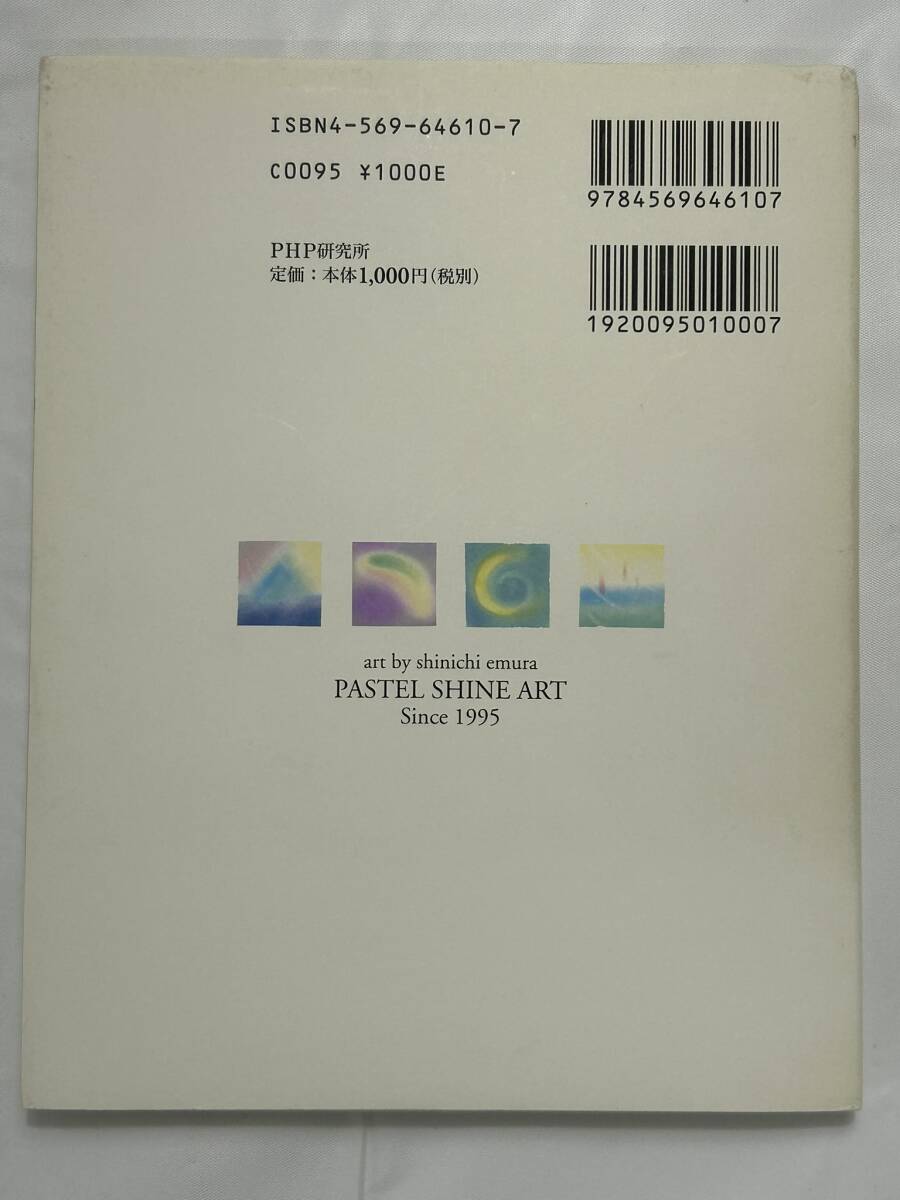 ISBN4-569-64610-7
C0095 ¥1000E
PHP研究所
定価：本体1,000円（税別）
9784569646107
1920095010007
art by shinichi emura
PASTEL SHINE ART
Since 1995